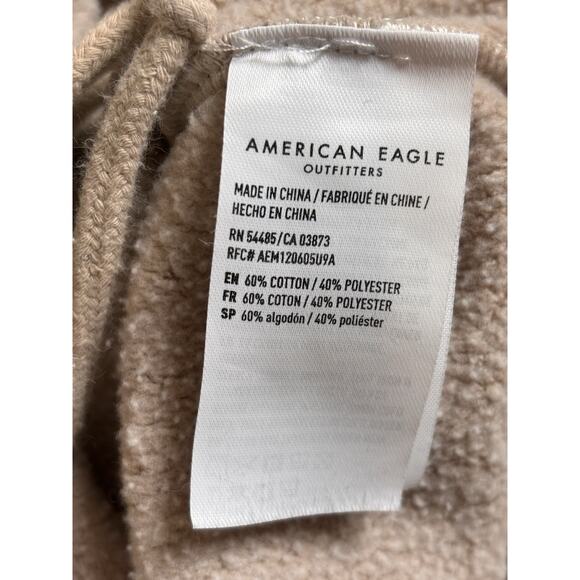 AMERICAN EAGLE
OUTFITTERS
MADE IN CHINA / FABRIQUÉ EN CHINE /
HECHO EN CHINA
RN 54485/CA 03873
RFC# AEM120605U9A
EN 60% COTTON / 40% POLYESTER
FR 60% COTON / 40% POLYESTER
SP 60% algodón / 40% poliéster